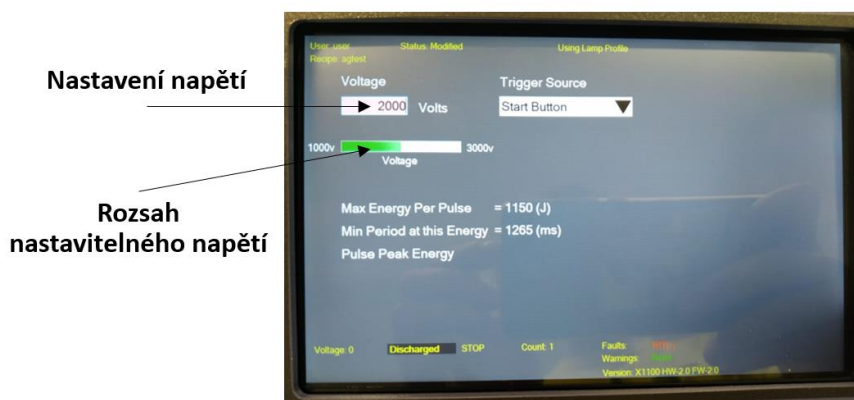 Nastavení napětí
Rozsah
nastavitelného napětí
User: user Status: Modified Using Lamp Profile
Recipe: agtest
Voltage Trigger Source
2000 Volts Start Button
1000v 3000v
Voltage
Max Energy Per Pulse = 1150 (J)
Min Period at this Energy = 1265 (ms)
Pulse Peak Energy
Voltage: 0 Discharged STOP Count: 1 Faults:
Warnings:
Version: X1100 HW-2.0 FW-2.0